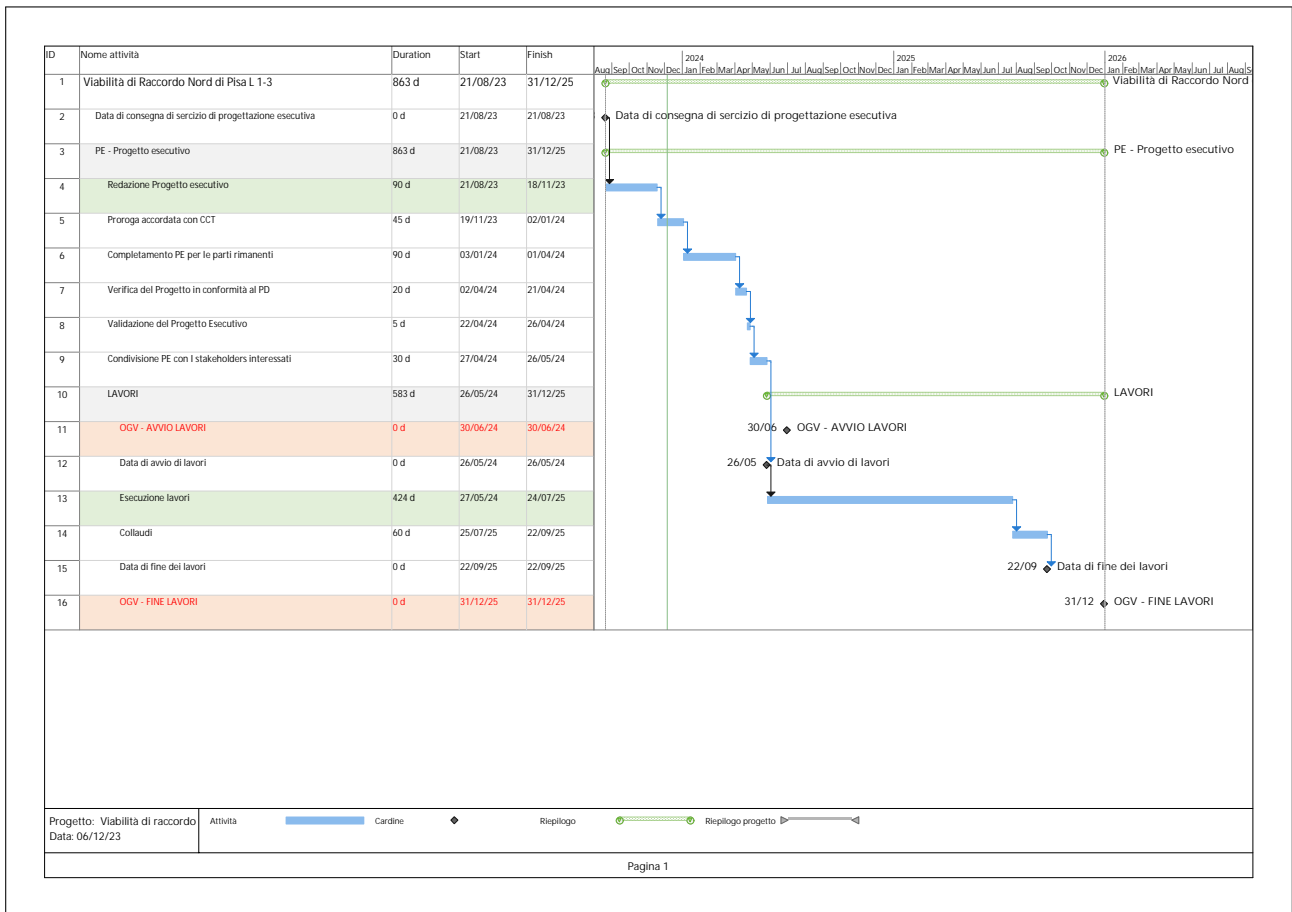 ID Nome attività Duration Start Finish
2024 2025 2026
Aug Sep Oct Nov Dec Jan Feb Mar Apr May Jun Jul Aug Sep Oct Nov Dec Jan Feb Mar Apr May Jun Jul Aug Sep Oct Nov Dec Jan Feb Mar Apr May Jun Jul Aug S
1 Viabilità di Raccordo Nord di Pisa L 1-3 863 d 21/08/23 31/12/25 Viabilità di Raccordo Nord
2 Data di consegna di sercizio di progettazione esecutiva 0 d 21/08/23 21/08/23 Data di consegna di sercizio di progettazione esecutiva
3 PE - Progetto esecutivo 863 d 21/08/23 31/12/25 PE - Progetto esecutivo
4 Redazione Progetto esecutivo 90 d 21/08/23 18/11/23
5 Proroga accordata con CCT 45 d 19/11/23 02/01/24
6 Completamento PE per le parti rimanenti 90 d 03/01/24 01/04/24
7 Verifica del Progetto in conformità al PD 20 d 02/04/24 21/04/24
8 Validazione del Progetto Esecutivo 5 d 22/04/24 26/04/24
9 Condivisione PE con I stakeholders interessati 30 d 27/04/24 26/05/24
10 LAVORI 583 d 26/05/24 31/12/25 LAVORI
11 OGV - AVVIO LAVORI 0 d 30/06/24 30/06/24 30/06 OGV - AVVIO LAVORI
12 Data di avvio di lavori 0 d 26/05/24 26/05/24 26/05 Data di avvio di lavori
13 Esecuzione lavori 424 d 27/05/24 24/07/25
14 Collaudi 60 d 25/07/25 22/09/25
15 Data di fine dei lavori 0 d 22/09/25 22/09/25 22/09 Data di fine dei lavori
16 OGV - FINE LAVORI 0 d 31/12/25 31/12/25 31/12 OGV - FINE LAVORI
Progetto: Viabilità di raccordo Attività Cardine Riepilogo Riepilogo progetto
Data: 06/12/23
Pagina 1